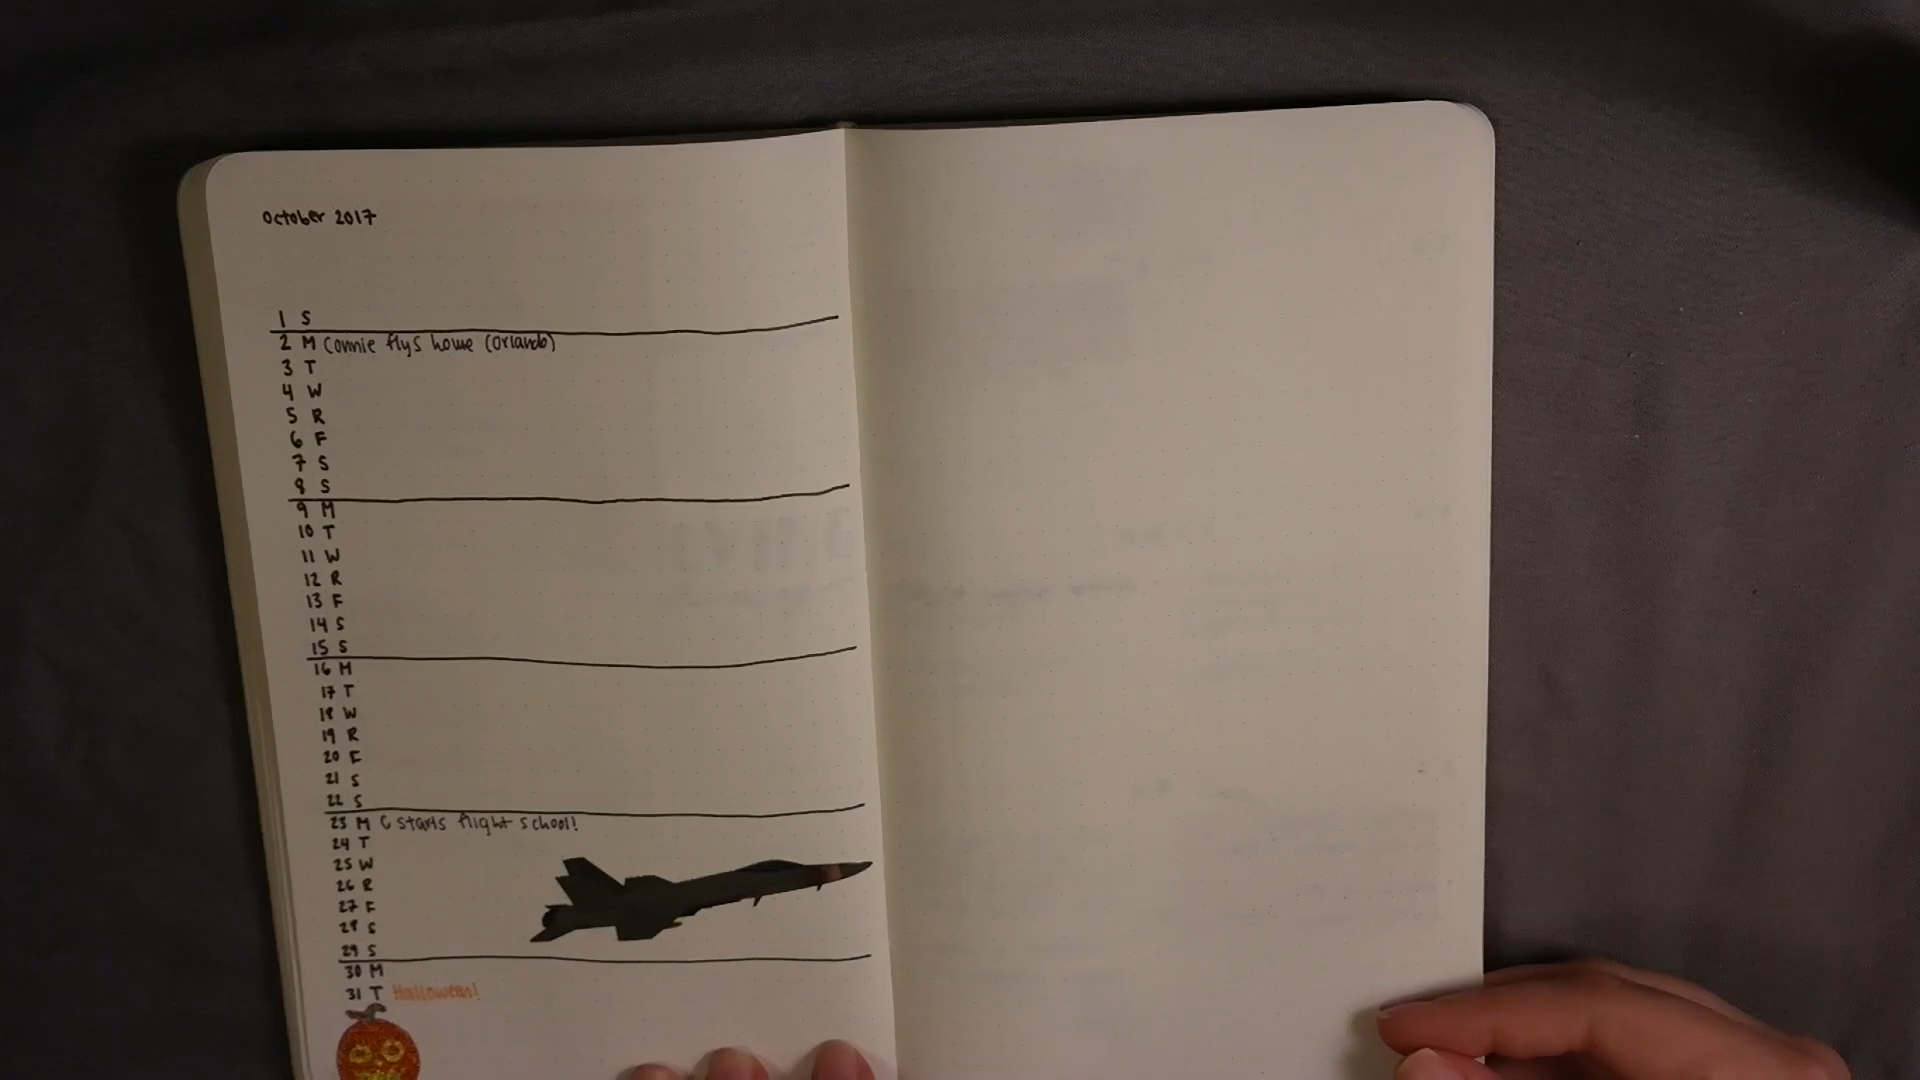 October 2017
1 S
2 M Connie flys home (Orlando)
3 T
4 W
5 R
6 F
7 S
8 S
9 M
10 T
11 W
12 R
13 F
14 S
15 S
16 M
17 T
18 W
19 R
20 F
21 S
22 S
23 M C starts flight school!
24 T
25 W
26 R
27 F
28 S
29 S
30 M
31 T Halloween!